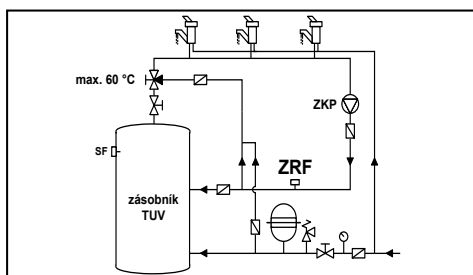 max. 60 °C
ZKP
SF
ZRF
zásobník
TUV